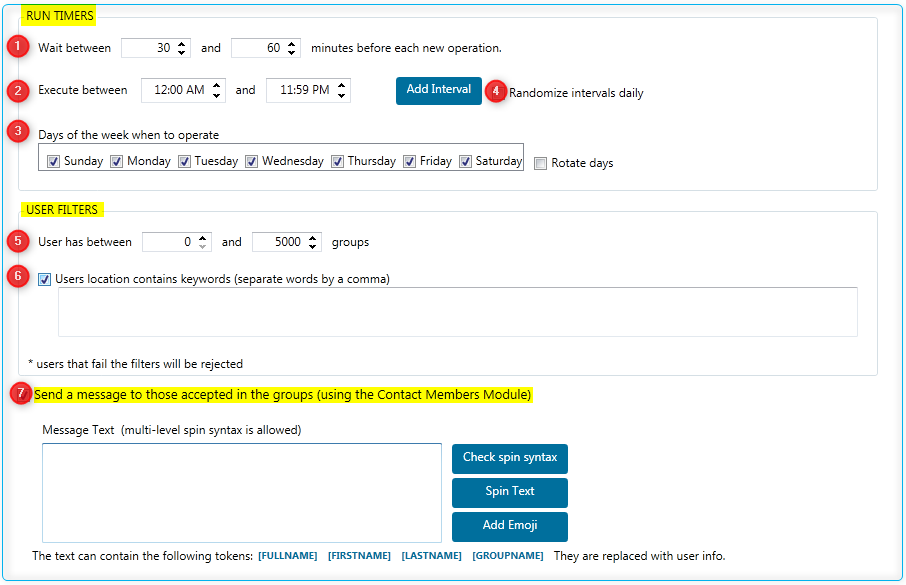 RUN TIMERS
1 Wait between 30 and 60 minutes before each new operation.
2 Execute between 12:00 AM and 11:59 PM Add Interval 4 Randomize intervals daily
3 Days of the week when to operate
Sunday Monday Tuesday Wednesday Thursday Friday Saturday Rotate days
USER FILTERS
5 User has between 0 and 5000 groups
6 Users location contains keywords (separate words by a comma)
* users that fail the filters will be rejected
7 Send a message to those accepted in the groups (using the Contact Members Module)
Message Text (multi-level spin syntax is allowed)
Check spin syntax
Spin Text
Add Emoji
The text can contain the following tokens: [FULLNAME] [FIRSTNAME] [LASTNAME] [GROUPNAME] They are replaced with user info.